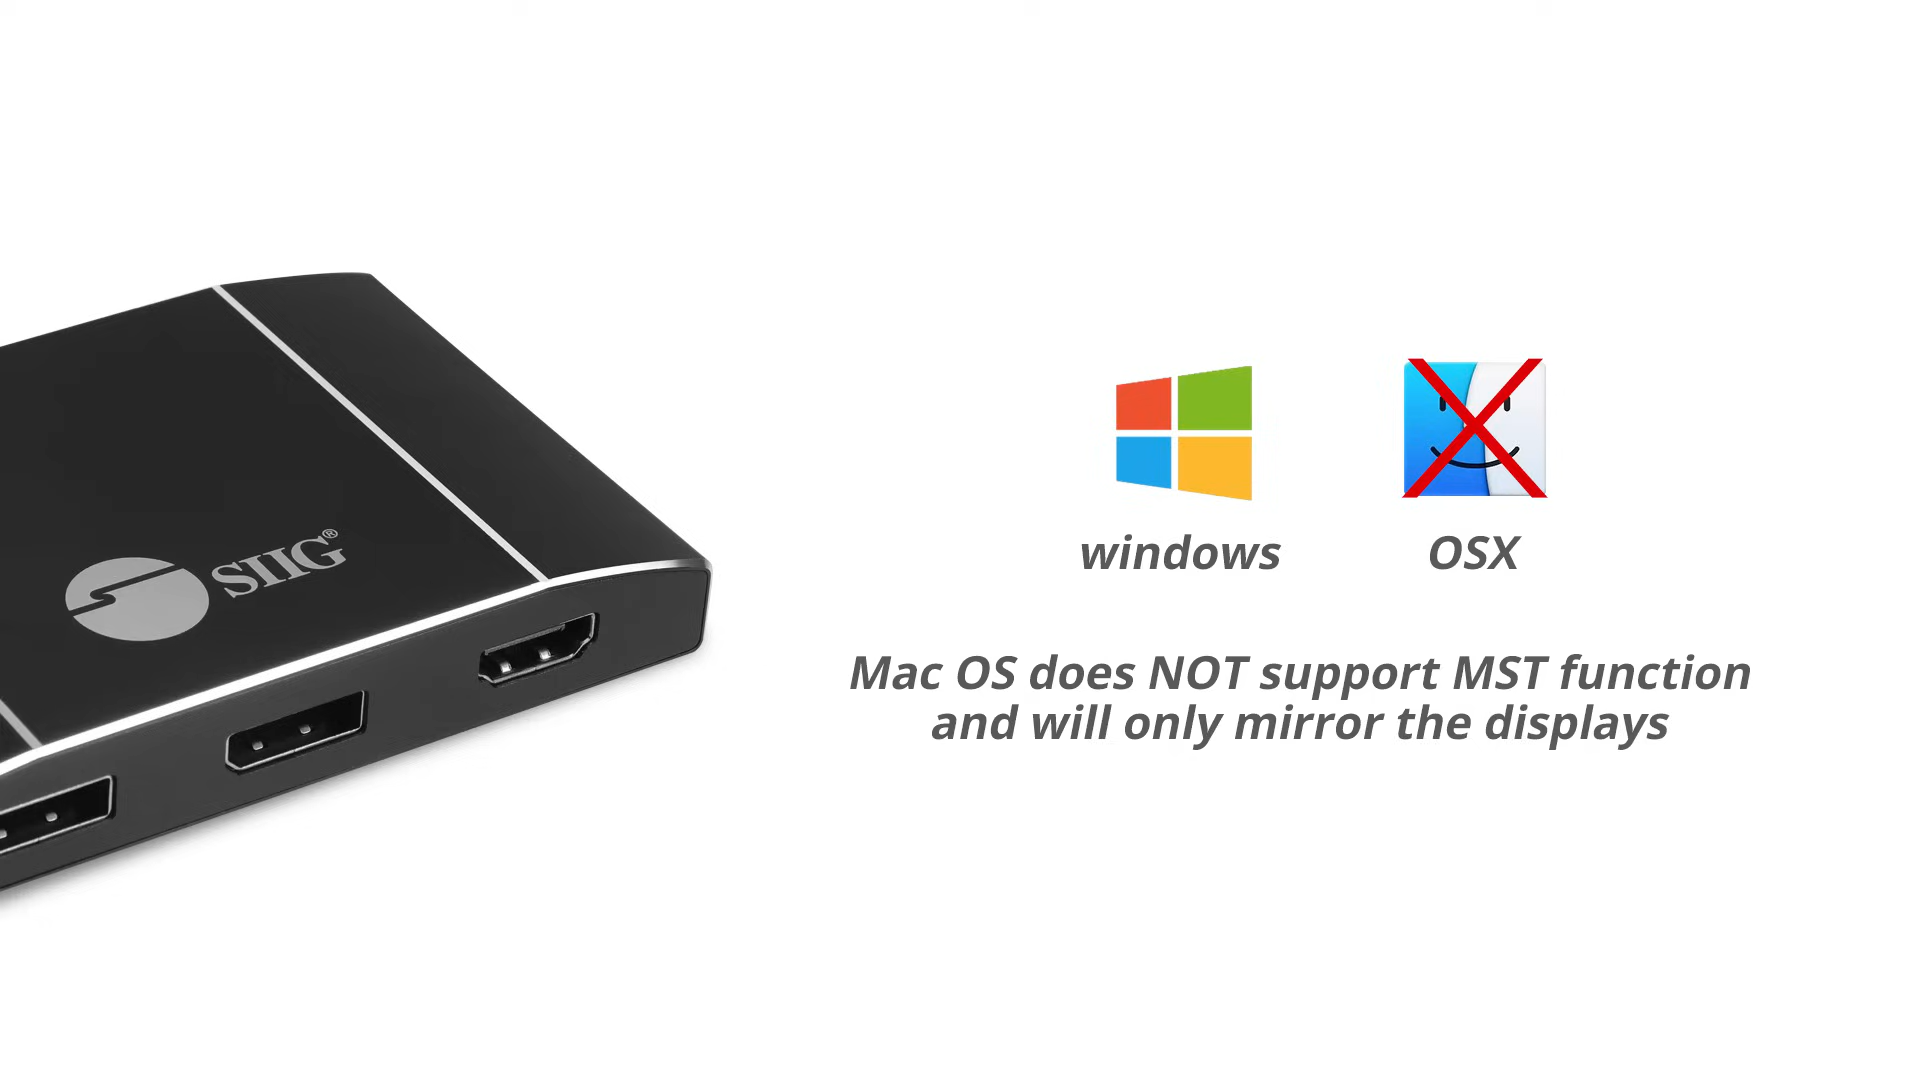 SIIG®
windows
OSX
Mac OS does NOT support MST function
and will only mirror the displays